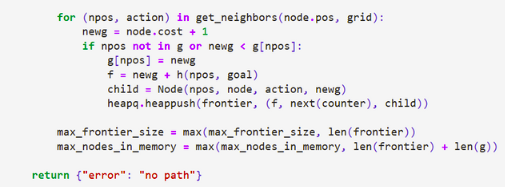 for (npos, action) in get_neighbors(node.pos, grid):
newg = node.cost + 1
if npos not in g or newg < g[npos]:
g[npos] = newg
f = newg + h(npos, goal)
child = Node(npos, node, action, newg)
heapq.heappush(frontier, (f, next(counter), child))
max_frontier_size = max(max_frontier_size, len(frontier))
max_nodes_in_memory = max(max_nodes_in_memory, len(frontier) + len(g))
return {"error": "no path"}